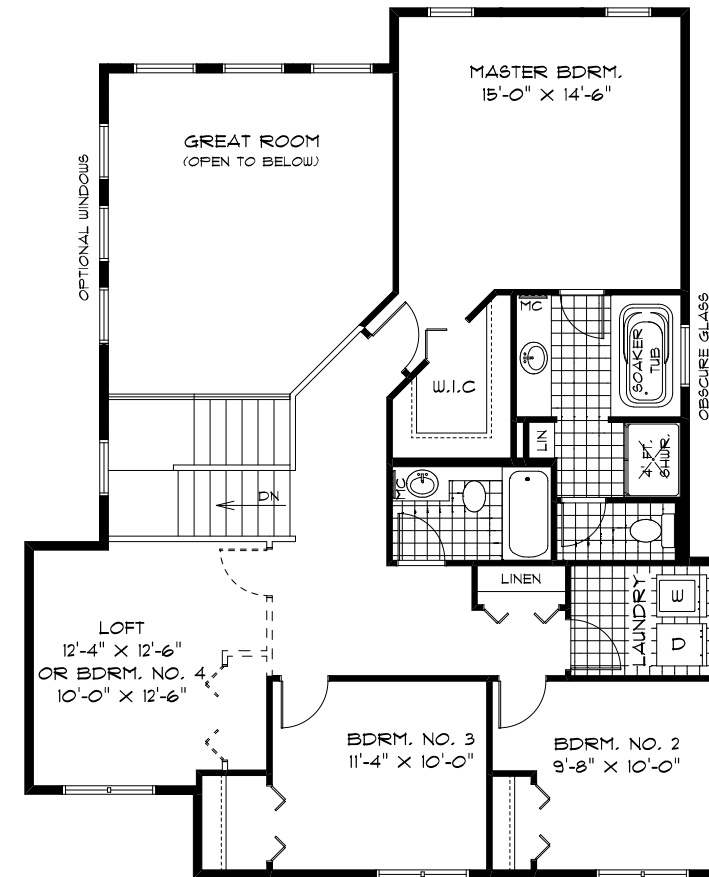 MASTER BDRM.
15'-0" X 14'-6"
GREAT ROOM
(OPEN TO BELOW)
OPTIONAL WINDOWS
MC
SOAKER
TUB
OBSCURE GLASS
W.I.C
LIN
4 FT.
SHWR.
MC
DN
LINEN
LAUNDRY
W
D
LOFT
12'-4" X 12'-6"
OR BDRM. NO. 4
10'-0" X 12'-6"
BDRM. NO. 3
11'-4" X 10'-0"
BDRM. NO. 2
9'-8" X 10'-0"